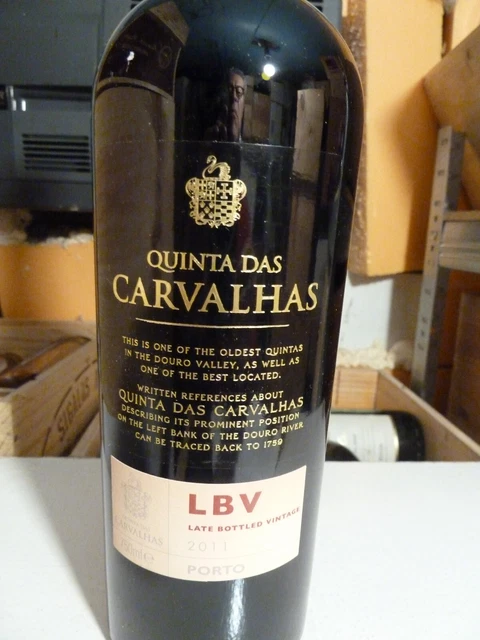 QUINTA DAS
CARVALHAS
THIS IS ONE OF THE OLDEST QUINTAS
IN THE DOURO VALLEY, AS WELL AS
ONE OF THE BEST LOCATED.
WRITTEN REFERENCES ABOUT
QUINTA DAS CARVALHAS
DESCRIBING ITS PROMINENT POSITION
ON THE LEFT BANK OF THE DOURO RIVER
CAN BE TRACED BACK TO 1759
LBV
LATE BOTTLED VINTAGE
2011
PORTO
CARVALHAS